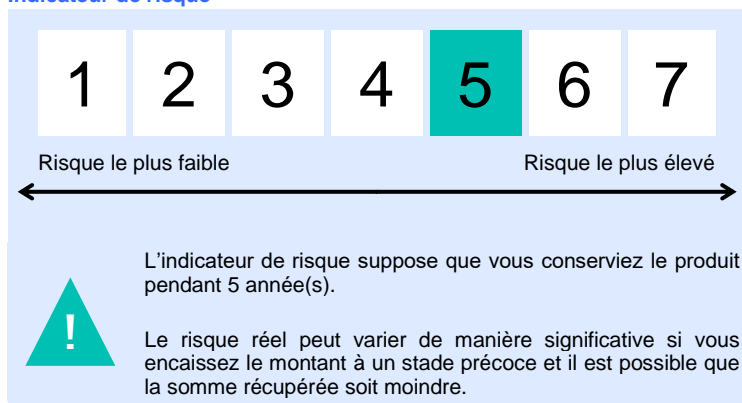 Indicateur de risque
1 2 3 4 5 6 7
Risque le plus faible Risque le plus élevé
L'indicateur de risque suppose que vous conserviez le produit
pendant 5 année(s).
!
Le risque réel peut varier de manière significative si vous
encaissez le montant à un stade précoce et il est possible que
la somme récupérée soit moindre.